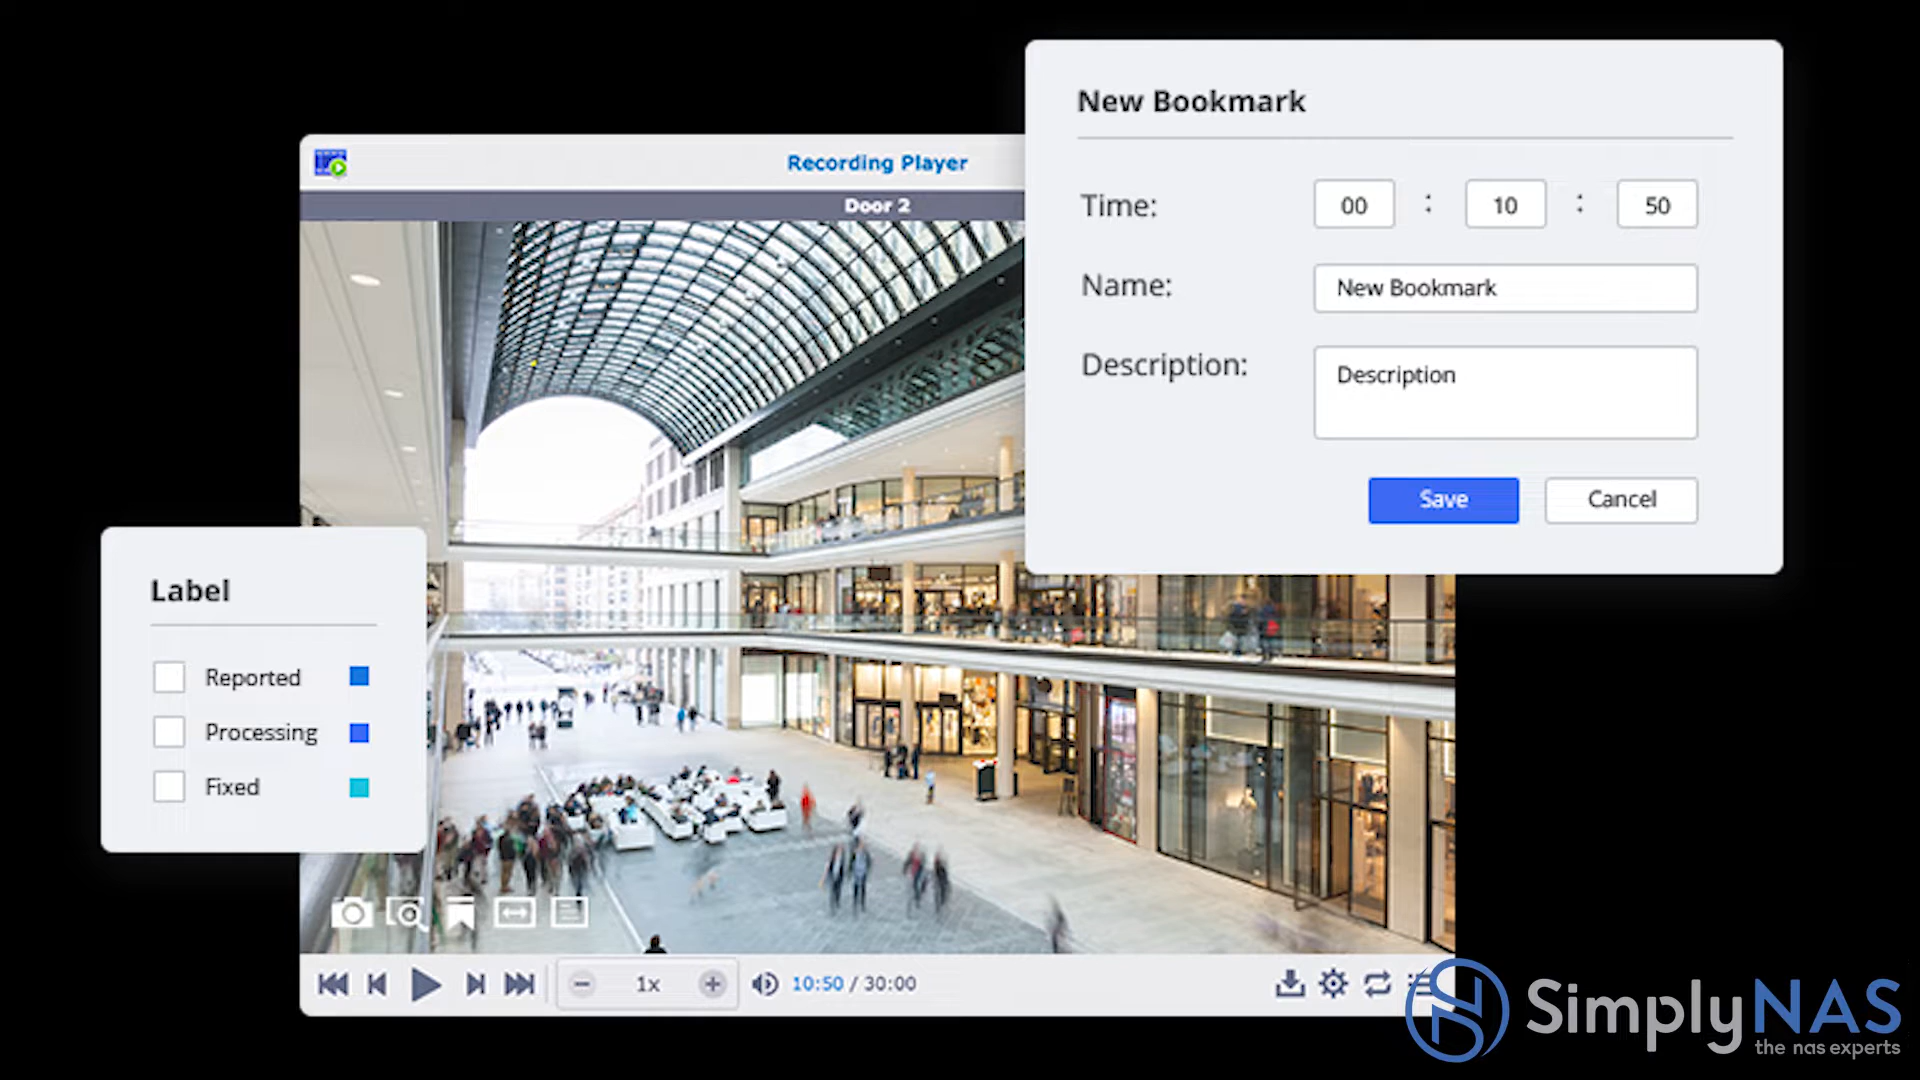 New Bookmark
Time: 00 : 10 : 50
Name: New Bookmark
Description: Description
Save Cancel
Recording Player
Door 2
Label
Reported
Processing
Fixed
1x 10:50 / 30:00
SimplyNAS
the nas experts